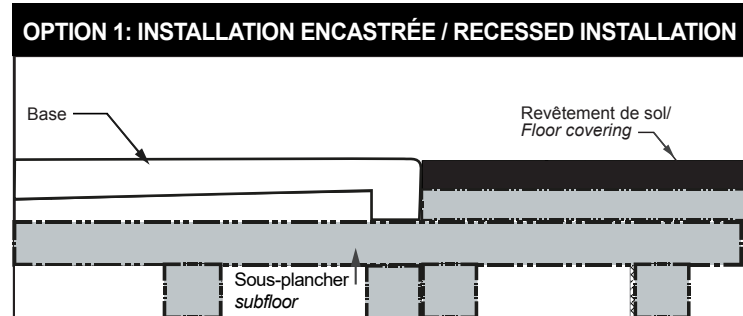 OPTION 1: INSTALLATION ENCASTRÉE / RECESSED INSTALLATION
Base
Revêtement de sol/
Floor covering
Sous-plancher
subfloor